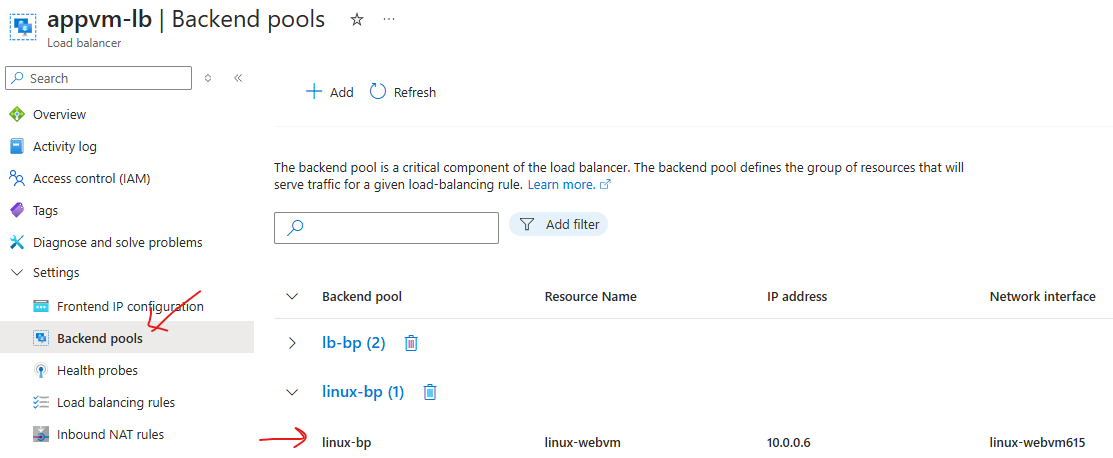 appvm-lb | Backend pools
Load balancer
Search
Overview
Activity log
Access control (IAM)
Tags
Diagnose and solve problems
Settings
Frontend IP configuration
Backend pools
Health probes
Load balancing rules
Inbound NAT rules
Add Refresh
The backend pool is a critical component of the load balancer. The backend pool defines the group of resources that will
serve traffic for a given load-balancing rule. Learn more.
Add filter
Backend pool Resource Name IP address Network interface
lb-bp (2)
linux-bp (1)
linux-bp linux-webvm 10.0.0.6 linux-webvm615